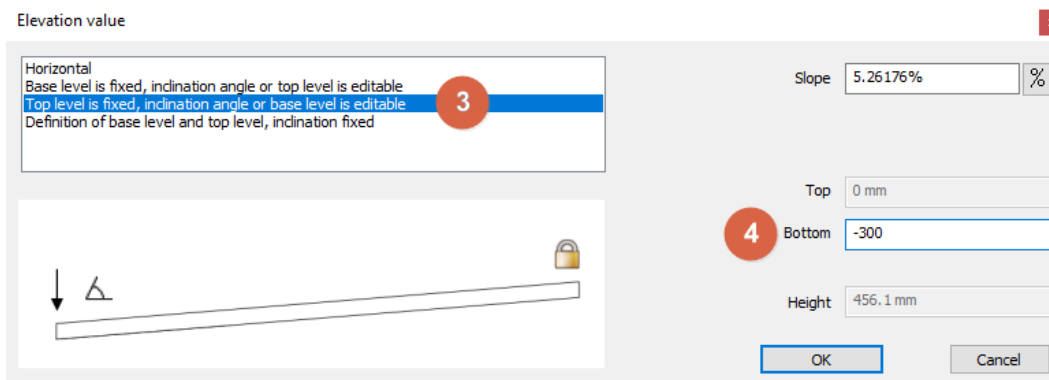 Elevation value
Horizontal
Base level is fixed, inclination angle or top level is editable
Top level is fixed, inclination angle or base level is editable
Definition of base level and top level, inclination fixed
3
Slope 5.26176% %
Top 0 mm
4 Bottom -300
Height 456.1 mm
OK Cancel